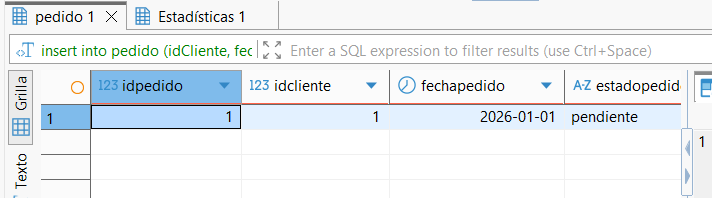 pedido 1 Estadísticas 1
insert into pedido (idCliente, fec Enter a SQL expression to filter results (use Ctrl+Space)
Grilla
Texto
123 idpedido 123 idcliente fechapedido A-Z estadopedid
1 1 1 2026-01-01 pendiente 1